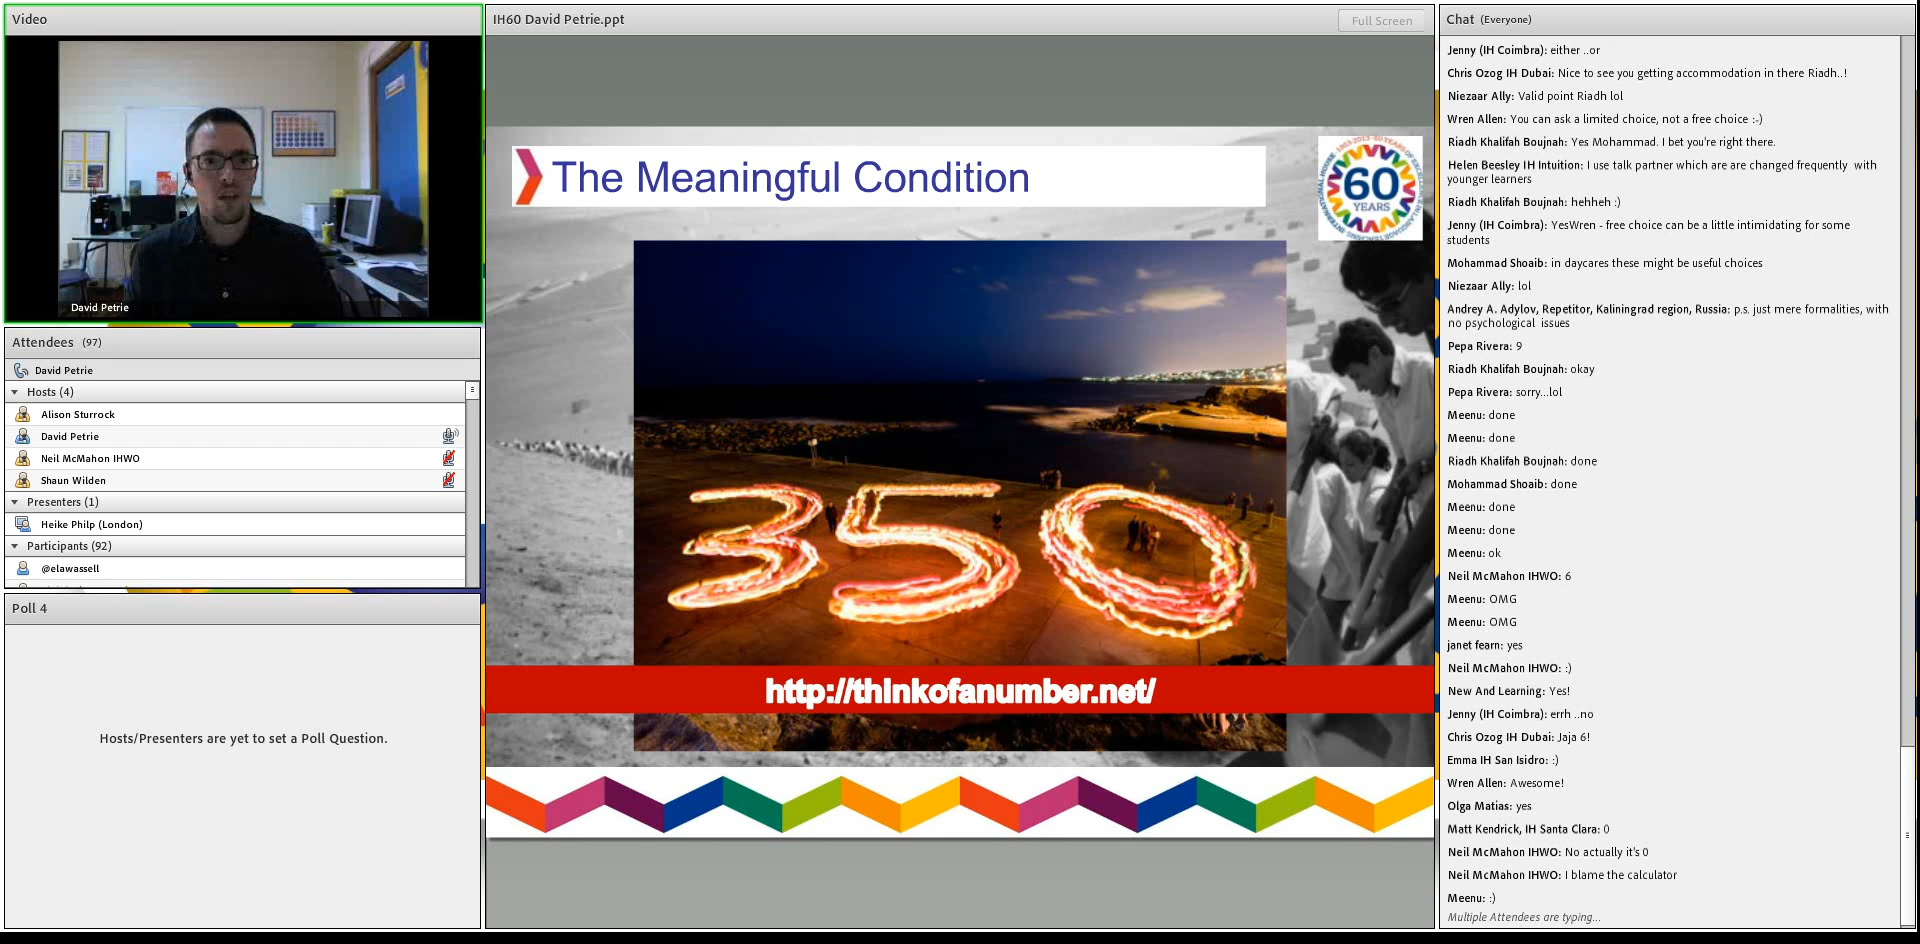 Video
David Petrie
Attendees (97)
David Petrie
Hosts (4)
Alison Sturrock
David Petrie
Neil McMahon IHWO
Shaun Wilden
Presenters (1)
Heike Philp (London)
Participants (92)
@elawassell
Poll 4
Hosts/Presenters are yet to set a Poll Question.
IH60 David Petrie.ppt
Full Screen
The Meaningful Condition
60
YEARS
350
http://thinkofanumber.net/
Chat (Everyone)
Jenny (IH Coimbra): either ..or
Chris Ozog IH Dubai: Nice to see you getting accommodation in there Riadh..!
Niezaar Ally: Valid point Riadh lol
Wren Allen: You can ask a limited choice, not a free choice :-)
Riadh Khalifah Boujnah: Yes Mohammad. I bet you're right there.
Helen Beesley IH Intuition: I use talk partner which are are changed frequently with
younger learners
Riadh Khalifah Boujnah: hehheh :)
Jenny (IH Coimbra): YesWren - free choice can be a little intimidating for some
students
Mohammad Shoaib: in daycares these might be useful choices
Niezaar Ally: lol
Andrey A. Adylov, Repetitor, Kaliningrad region, Russia: p.s. just mere formalities, with
no psychological issues
Pepa Rivera: 9
Riadh Khalifah Boujnah: okay
Pepa Rivera: sorry...lol
Meenu: done
Meenu: done
Riadh Khalifah Boujnah: done
Mohammad Shoaib: done
Meenu: done
Meenu: done
Meenu: ok
Neil McMahon IHWO: 6
Meenu: OMG
Meenu: OMG
janet fearn: yes
Neil McMahon IHWO: :)
New And Learning: Yes!
Jenny (IH Coimbra): errh ..no
Chris Ozog IH Dubai: Jaja 6!
Emma IH San Isidro: :)
Wren Allen: Awesome!
Olga Matias: yes
Matt Kendrick, IH Santa Clara: 0
Neil McMahon IHWO: No actually it's 0
Neil McMahon IHWO: I blame the calculator
Meenu: :)
Multiple Attendees are typing...